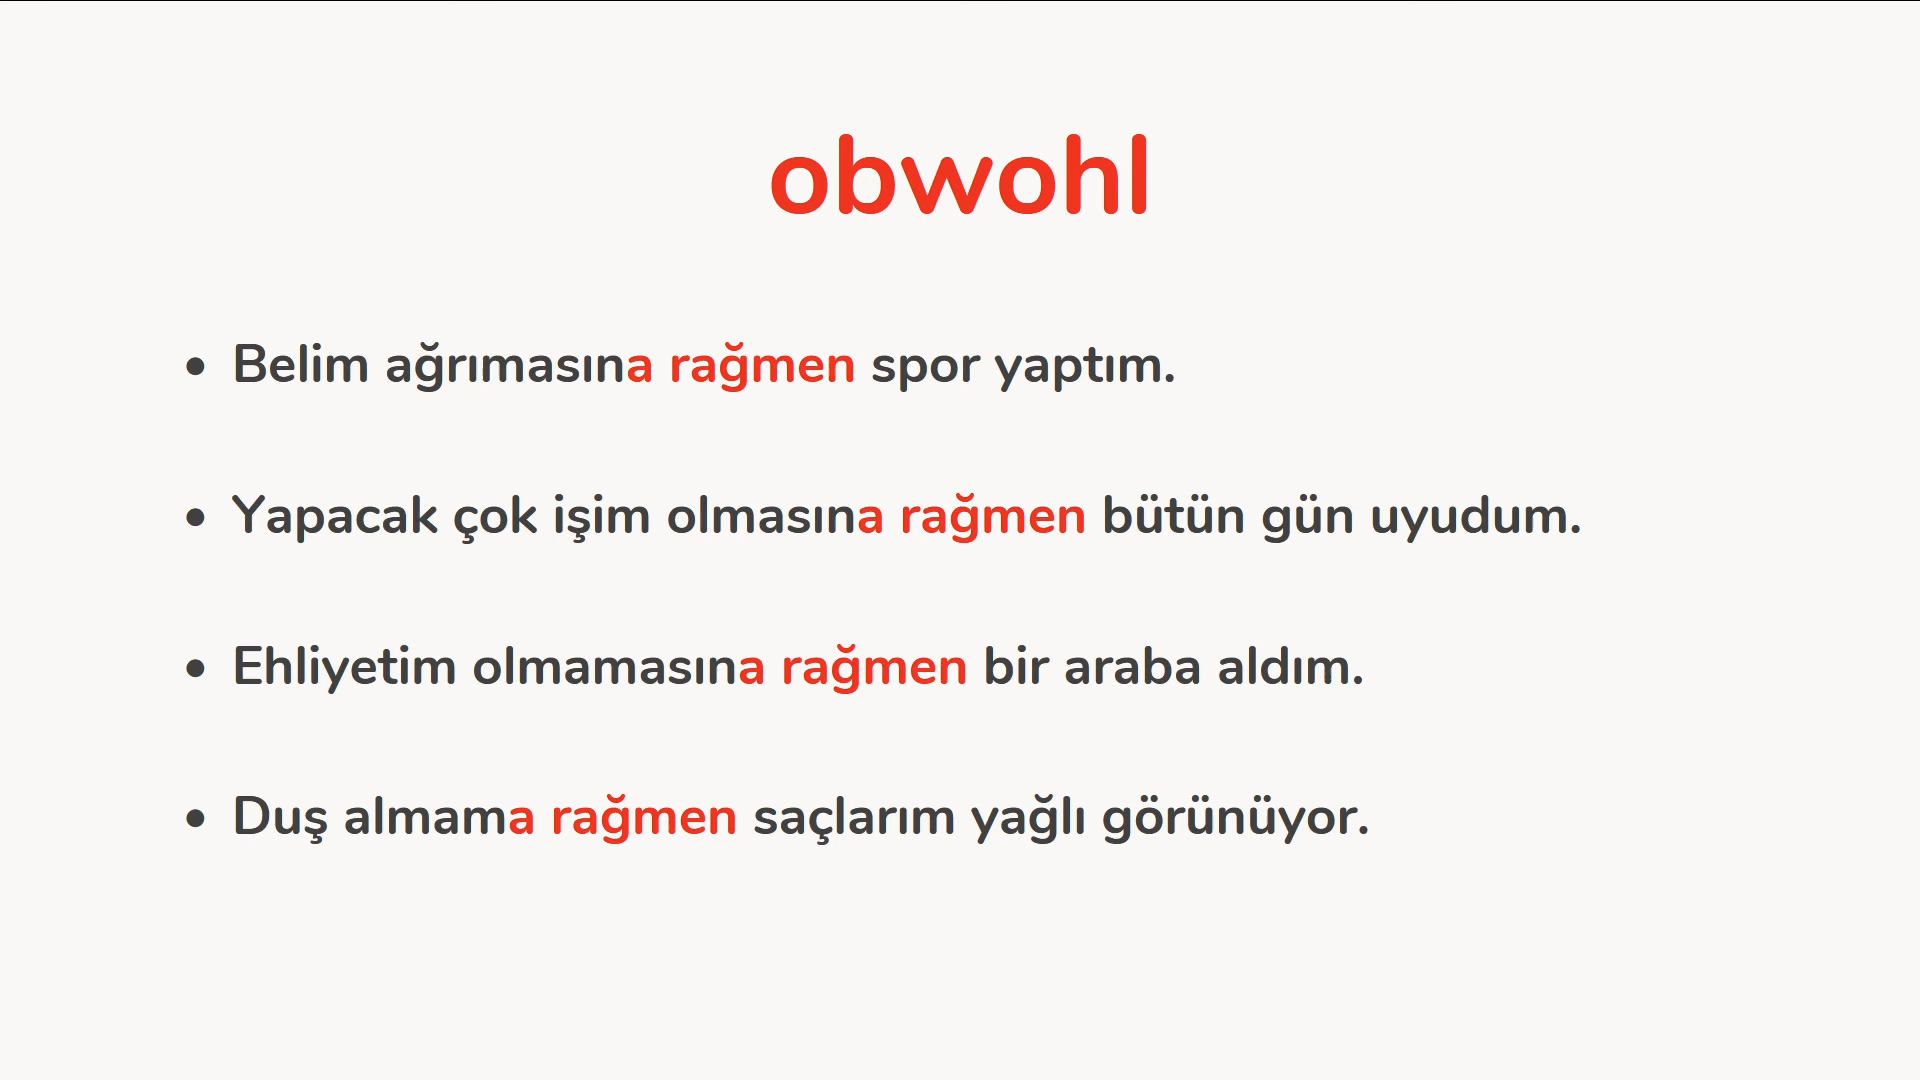 obwohl
• Belim ağrımasına rağmen spor yaptım.
• Yapacak çok işim olmasına rağmen bütün gün uyudum.
• Ehliyetim olmamasına rağmen bir araba aldım.
• Duş almama rağmen saçlarım yağlı görünüyor.